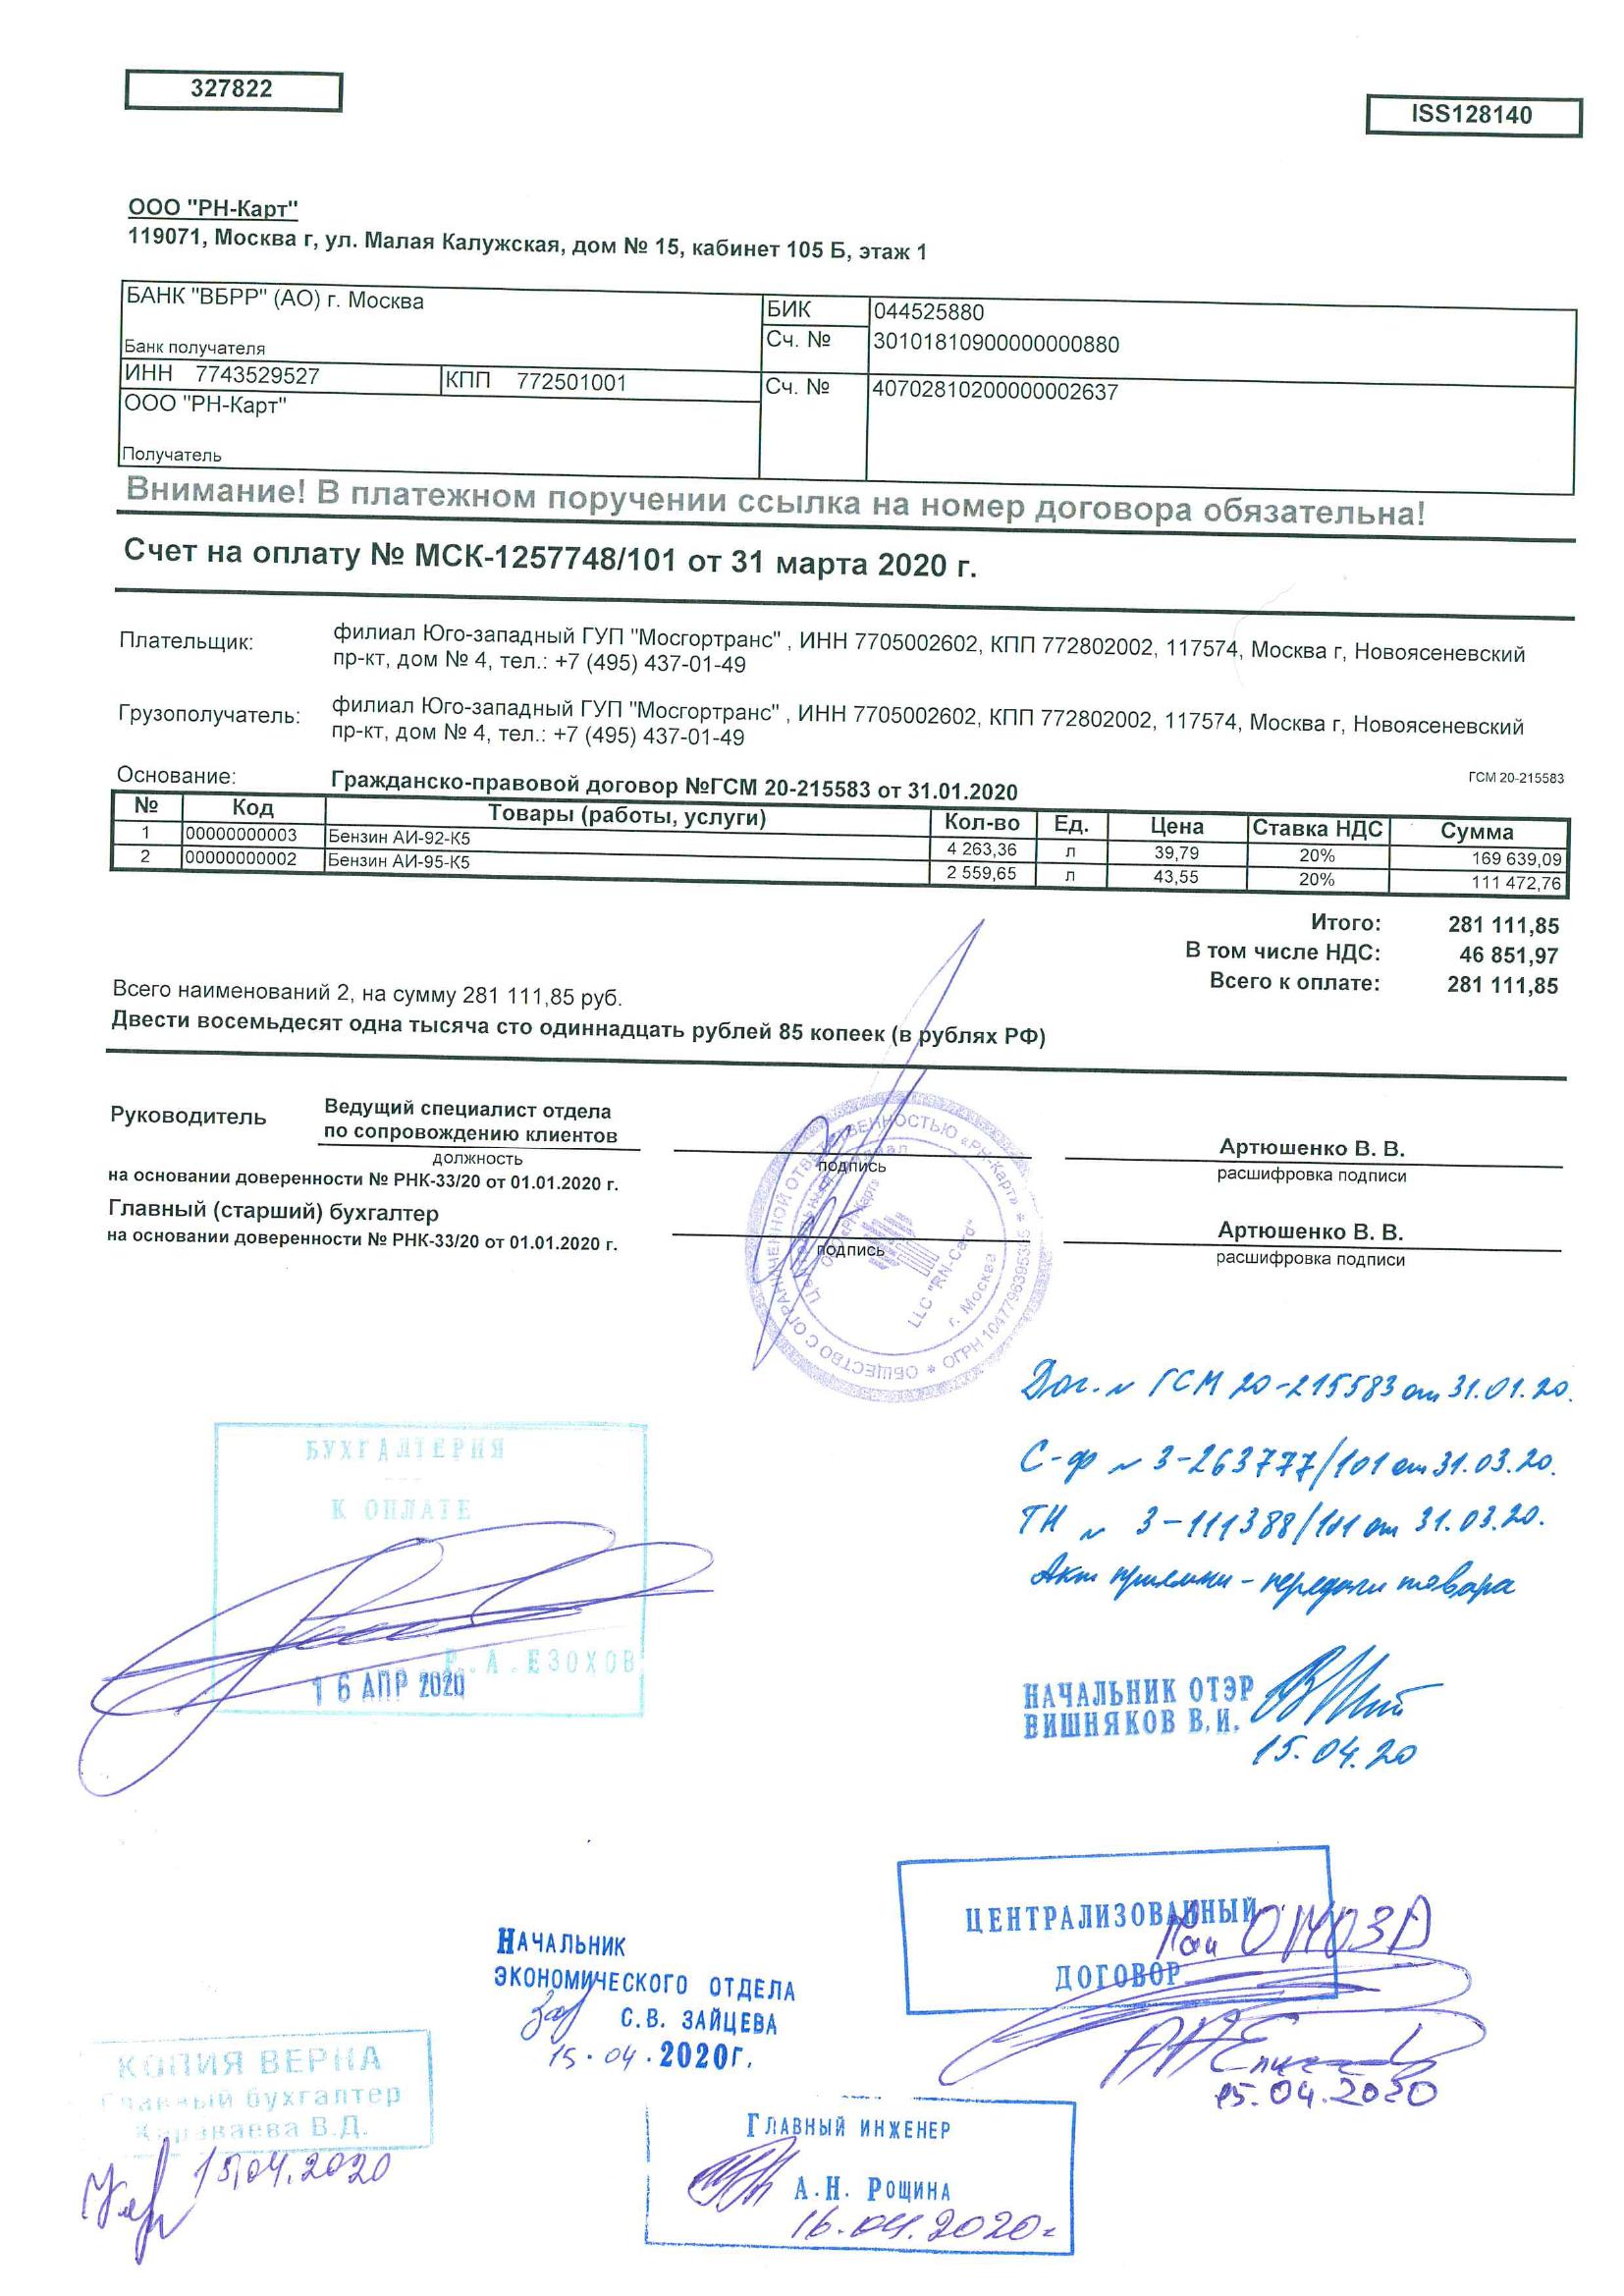 327822
ISS128140
ООО "РН-Карт"
119071, Москва г, ул. Малая Калужская, дом № 15, кабинет 105 Б, этаж 1
БАНК "ВБРР" (АО) г. Москва
БИК 044525880
Сч. № 30101810900000000880
Банк получателя
ИНН 7743529527 КПП 772501001 Сч. № 40702810200000002637
ООО "РН-Карт"
Получатель
Внимание! В платежном поручении ссылка на номер договора обязательна!
Счет на оплату № МСК-1257748/101 от 31 марта 2020 г.
Плательщик: филиал Юго-западный ГУП "Мосгортранс" , ИНН 7705002602, КПП 772802002, 117574, Москва г, Новоясеневский
пр-кт, дом № 4, тел.: +7 (495) 437-01-49
Грузополучатель: филиал Юго-западный ГУП "Мосгортранс" , ИНН 7705002602, КПП 772802002, 117574, Москва г, Новоясеневский
пр-кт, дом № 4, тел.: +7 (495) 437-01-49
Основание: Гражданско-правовой договор №ГСМ 20-215583 от 31.01.2020 ГСМ 20-215583
№ Код Товары (работы, услуги) Кол-во Ед. Цена Ставка НДС Сумма
1 00000000003 Бензин АИ-92-К5 4 263,36 л 39,79 20% 169 639,09
2 00000000002 Бензин АИ-95-К5 2 559,65 л 43,55 20% 111 472,76
Итого: 281 111,85
В том числе НДС: 46 851,97
Всего к оплате: 281 111,85
Всего наименований 2, на сумму 281 111,85 руб.
Двести восемьдесят одна тысяча сто одиннадцать рублей 85 копеек (в рублях РФ)
Руководитель Ведущий специалист отдела
по сопровождению клиентов Артюшенко В. В.
должность подпись расшифровка подписи
на основании доверенности № РНК-33/20 от 01.01.2020 г.
Главный (старший) бухгалтер Артюшенко В. В.
на основании доверенности № РНК-33/20 от 01.01.2020 г. подпись расшифровка подписи
ОБЩЕСТВО С ОГРАНИЧЕННОЙ ОТВЕТСТВЕННОСТЬЮ «РН-Карт»
ООО «РН-Карт»
LLC "RN-Card"
г. Москва
Дог. № ГСМ 20-215583 от 31.01.20.
С-ф № 3-263777/101 от 31.03.20.
ТН № 3-111388/101 от 31.03.20.
Акт приемки-передачи товара
БУХГАЛТЕРИЯ
К ОПЛАТЕ
Р.А.ЕЗОХОВ
16 АПР 2020
НАЧАЛЬНИК ОТЭР
ВИШНЯКОВ В.И.
15.04.20
ЦЕНТРАЛИЗОВАННЫЙ
ДОГОВОР
15.04.2020
НАЧАЛЬНИК
ЭКОНОМИЧЕСКОГО ОТДЕЛА
С.В. ЗАЙЦЕВА
15.04.2020г.
КОПИЯ ВЕРНА
Главный бухгалтер
Караваева В.Д.
15.04.2020
ГЛАВНЫЙ ИНЖЕНЕР
А.Н. РОЩИНА
16.04.2020г